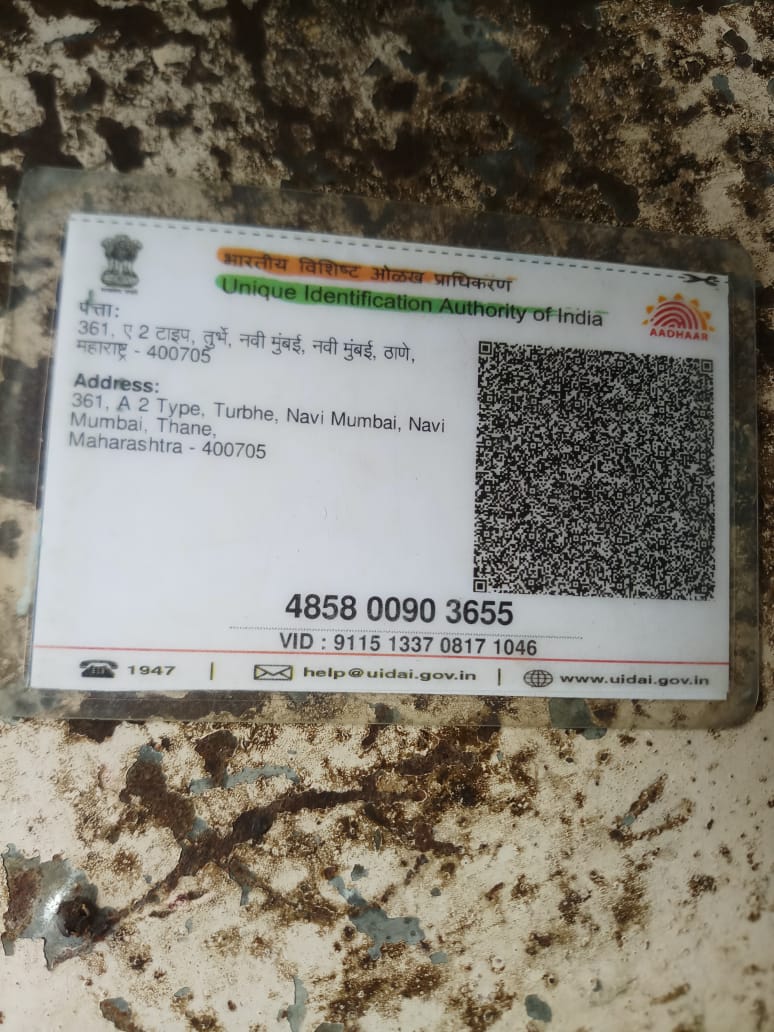 भारतीय विशिष्ट ओळख प्राधिकरण
Unique Identification Authority of India
AADHAAR
पत्ता:
361, ए 2 टाइप, तुर्भे, नवी मुंबई, नवी मुंबई, ठाणे,
महाराष्ट्र - 400705
Address:
361, A 2 Type, Turbhe, Navi Mumbai, Navi
Mumbai, Thane,
Maharashtra - 400705
4858 0090 3655
VID : 9115 1337 0817 1046
1947 | help@uidai.gov.in | www.uidai.gov.in